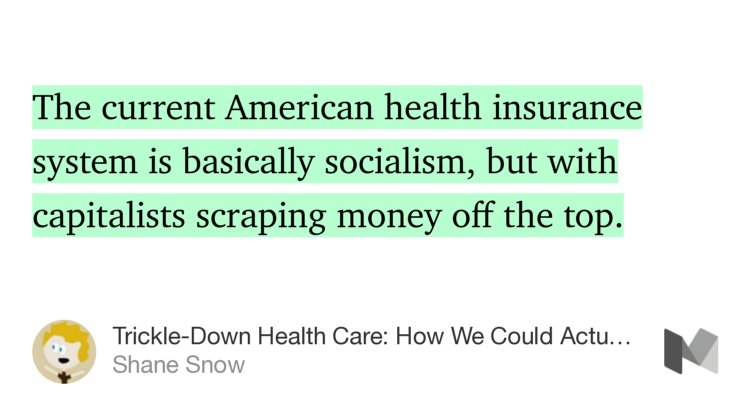 The current American health insurance
system is basically socialism, but with
capitalists scraping money off the top.
Trickle-Down Health Care: How We Could Actu…
Shane Snow